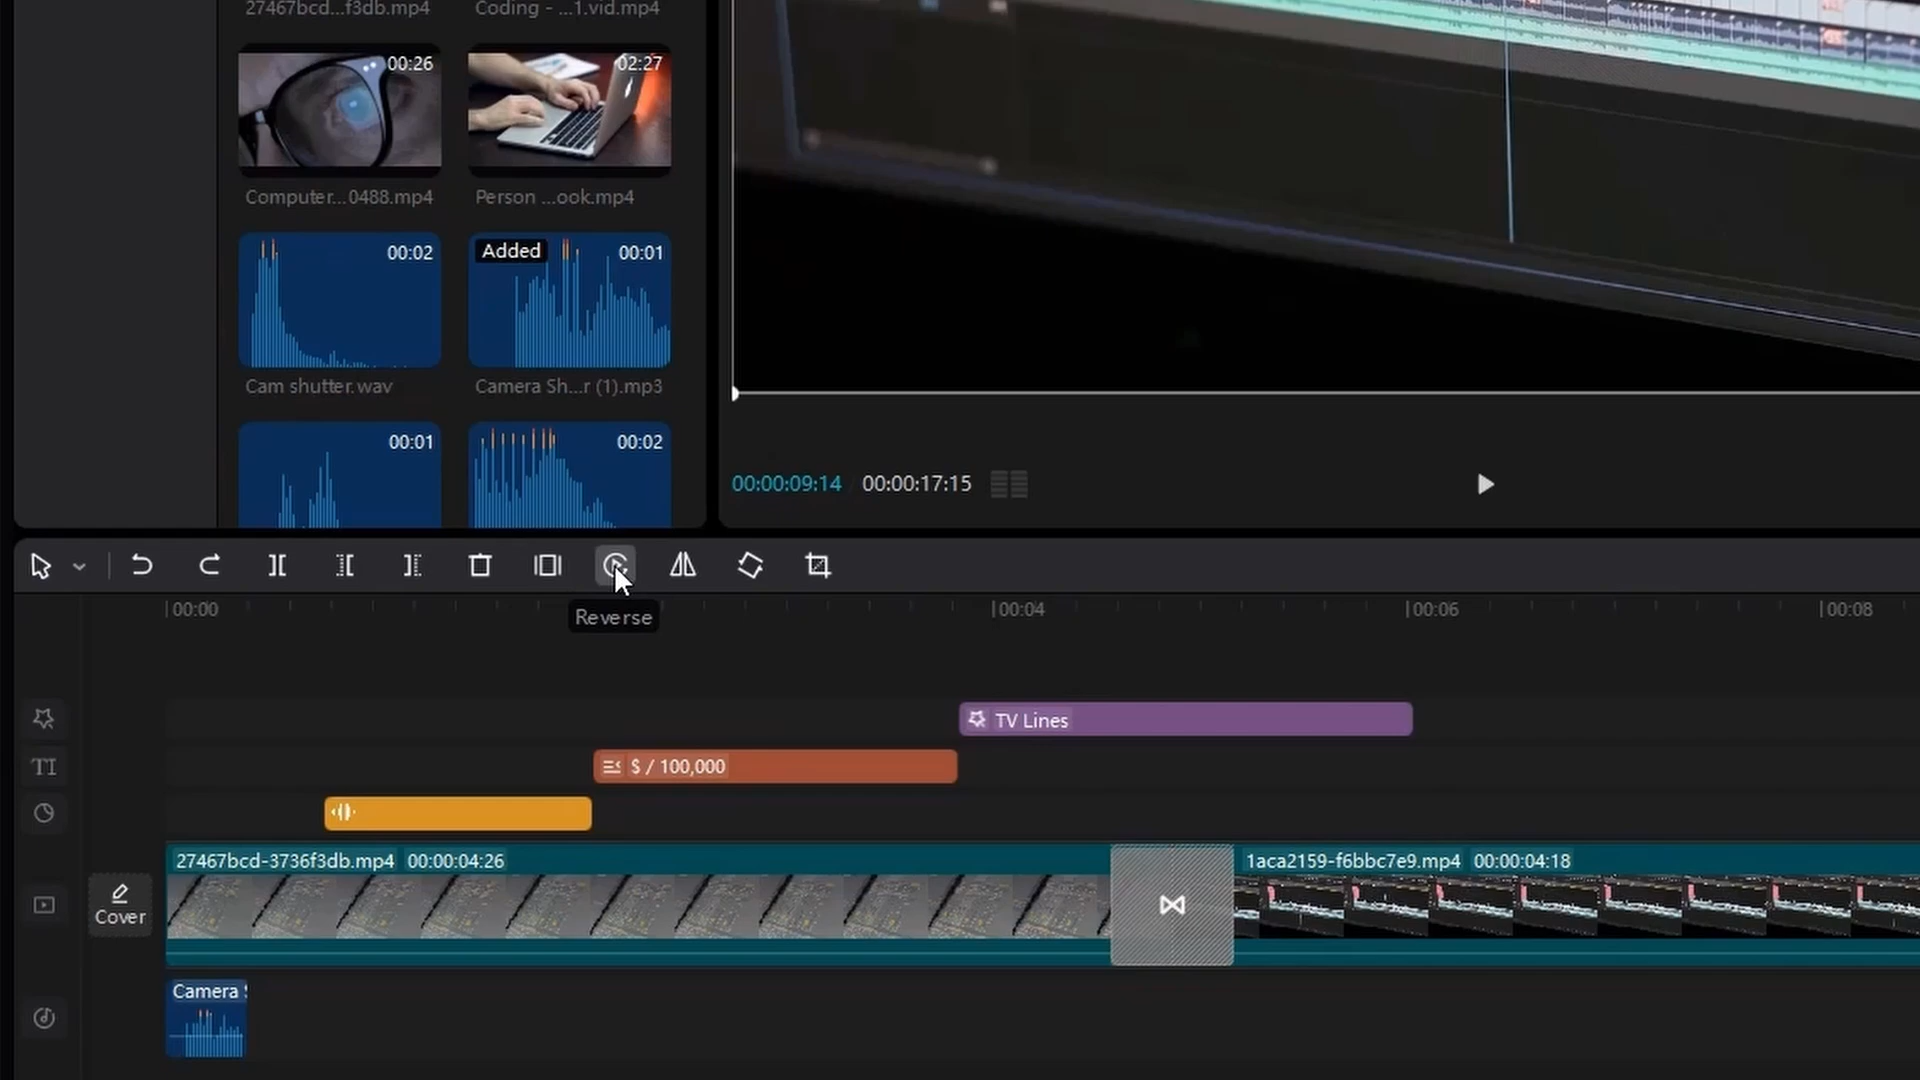 27467bcd...f3db.mp4
Coding - ...1.vid.mp4
00:26
02:27
Computer...0488.mp4
Person ...ook.mp4
00:02
Added
00:01
Cam shutter.wav
Camera Sh...r (1).mp3
00:01
00:02
00:00:09:14
00:00:17:15
Reverse
00:00
00:04
00:06
00:08
TV Lines
TI
$ / 100,000
27467bcd-3736f3db.mp4 00:00:04:26
1aca2159-f6bbc7e9.mp4 00:00:04:18
Cover
Camera S